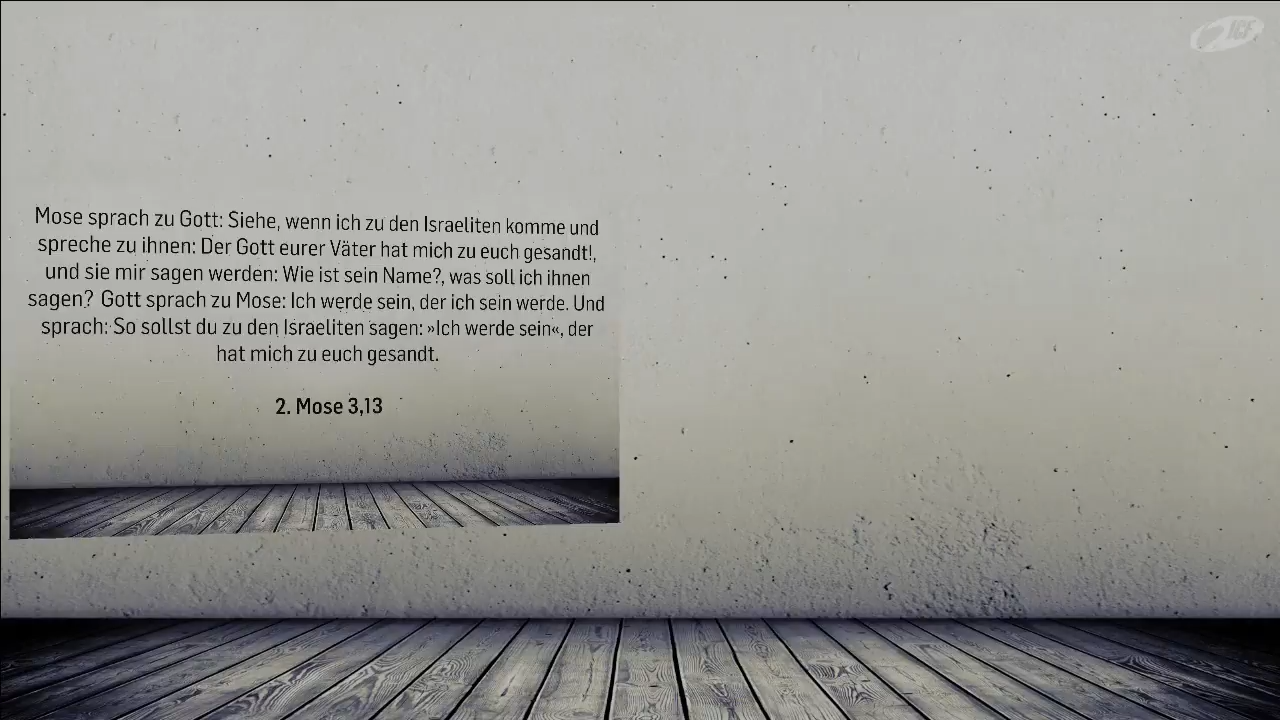 ICF
Mose sprach zu Gott: Siehe, wenn ich zu den Israeliten komme und
spreche zu ihnen: Der Gott eurer Väter hat mich zu euch gesandt!,
und sie mir sagen werden: Wie ist sein Name?, was soll ich ihnen
sagen? Gott sprach zu Mose: Ich werde sein, der ich sein werde. Und
sprach: So sollst du zu den Israeliten sagen: »Ich werde sein«, der
hat mich zu euch gesandt.
2. Mose 3,13